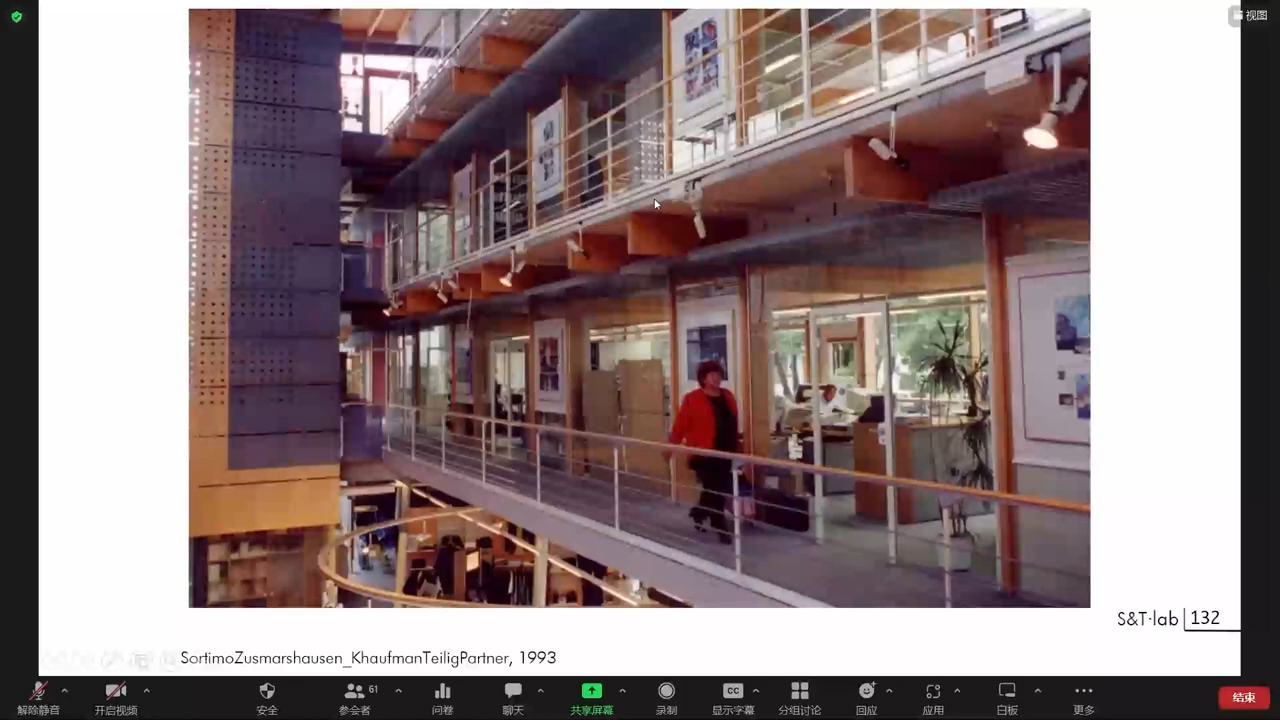 视图
S&T·lab 132
SortimoZusmarshausen_KhaufmanTeiligPartner, 1993
解除静音
开启视频
安全
61
参会者
问卷
聊天
共享屏幕
录制
CC
显示字幕
分组讨论
回应
应用
白板
更多
结束